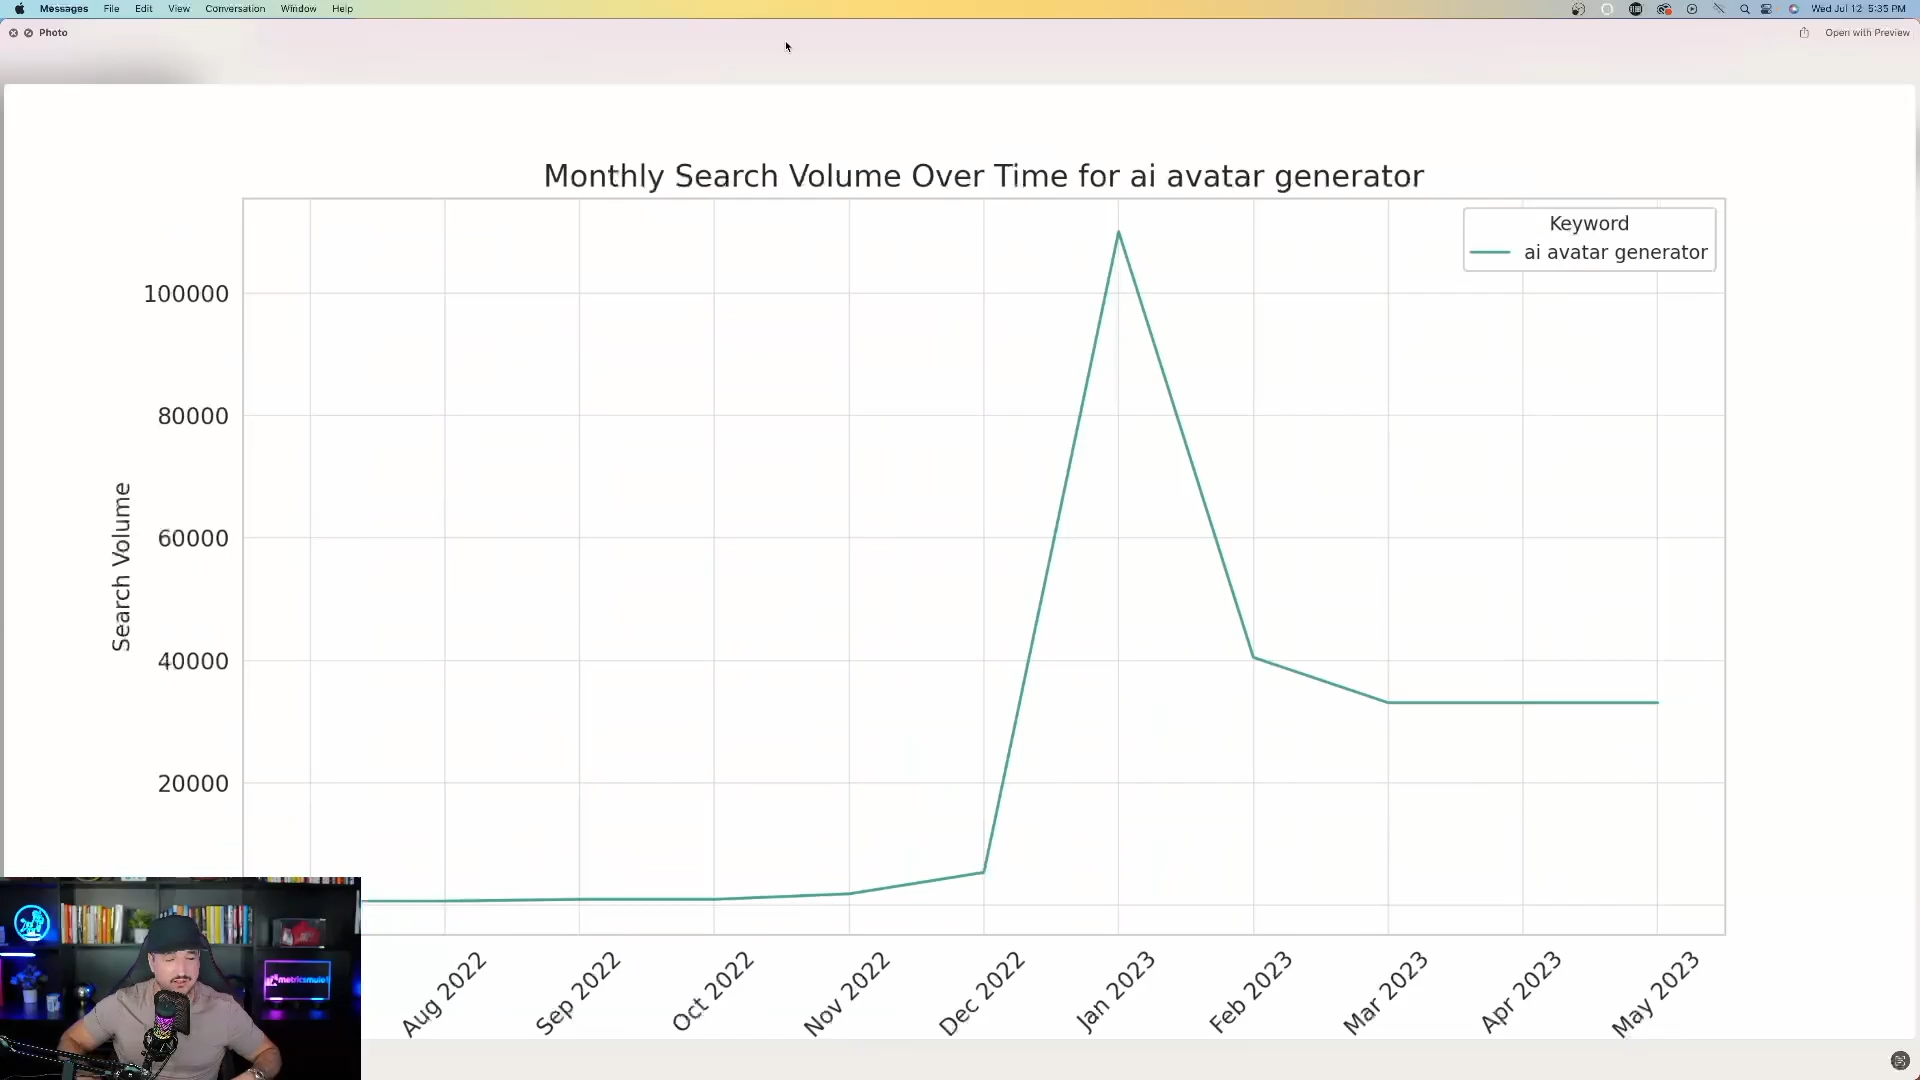 Messages File Edit View Conversation Window Help
Wed Jul 12 5:35 PM
Photo
Open with Preview
Monthly Search Volume Over Time for ai avatar generator
Keyword
ai avatar generator
100000
80000
60000
40000
20000
Search Volume
Aug 2022
Sep 2022
Oct 2022
Nov 2022
Dec 2022
Jan 2023
Feb 2023
Mar 2023
Apr 2023
May 2023
metricsmule